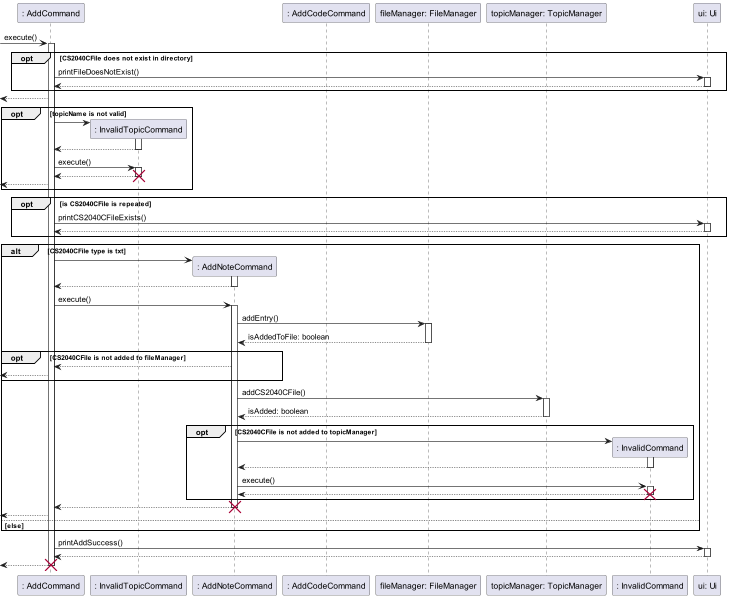 : AddCommand
: AddCodeCommand
fileManager: FileManager
topicManager: TopicManager
ui: Ui
execute()
opt
[CS2040CFile does not exist in directory]
printFileDoesNotExist()
opt
[topicName is not valid]
: InvalidTopicCommand
execute()
opt
[is CS2040CFile is repeated]
printCS2040CFileExists()
alt
[CS2040CFile type is txt]
: AddNoteCommand
execute()
addEntry()
isAddedToFile: boolean
opt
[CS2040CFile is not added to fileManager]
addCS2040CFile()
isAdded: boolean
opt
[CS2040CFile is not added to topicManager]
: InvalidCommand
execute()
[else]
printAddSuccess()
: AddCommand
: InvalidTopicCommand
: AddNoteCommand
: AddCodeCommand
fileManager: FileManager
topicManager: TopicManager
: InvalidCommand
ui: Ui